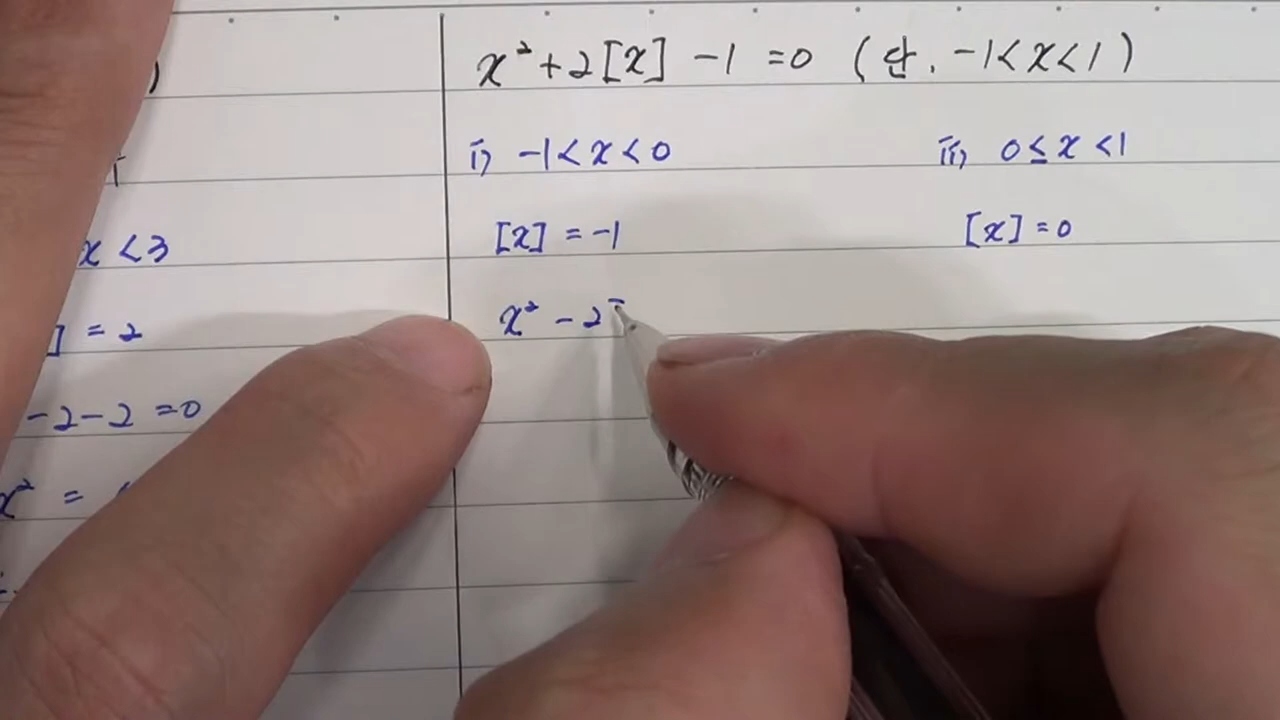 x² + 2[x] - 1 = 0 (단, -1 < x < 1)
i) -1 < x < 0
ii) 0 ≤ x < 1
[x] = -1
[x] = 0
x² - 2
)
x < 3
] = 2
-2-2 = 0
x² =